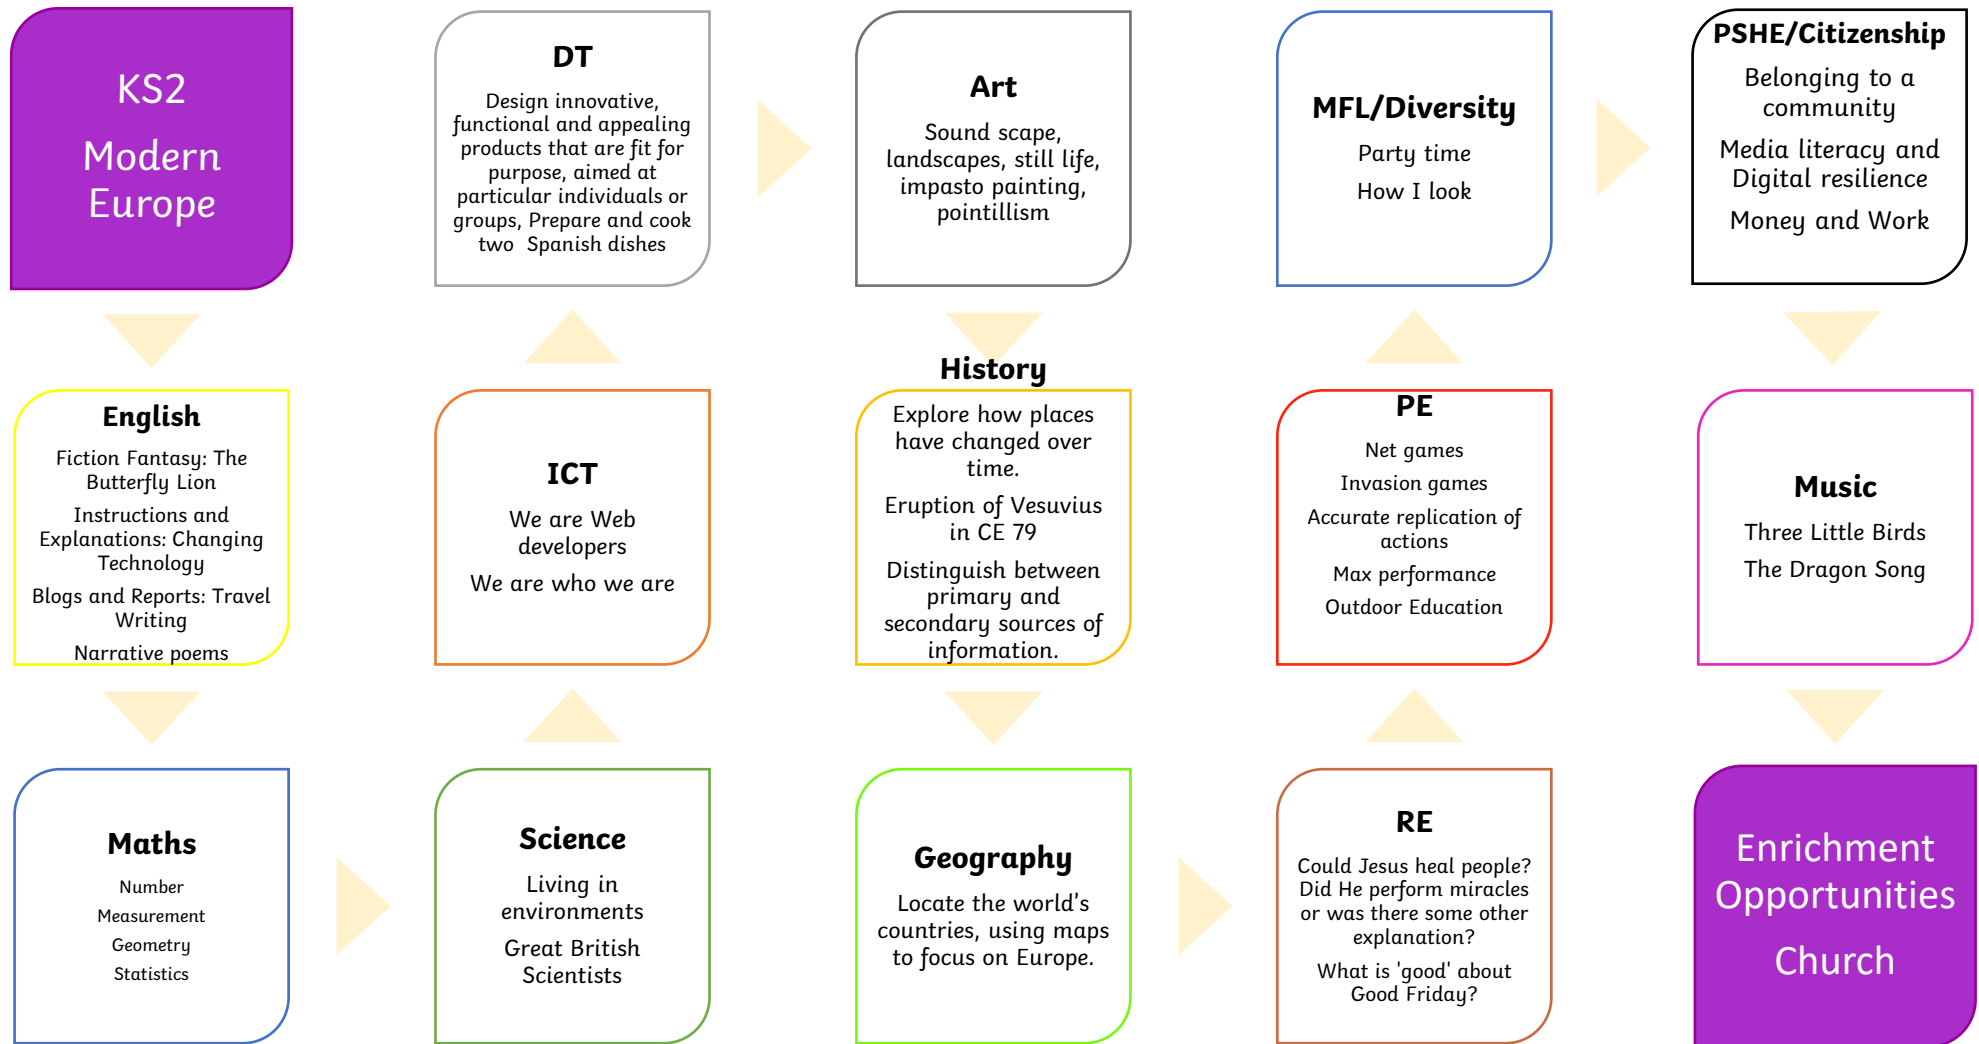 KS2
Modern
Europe
English
Fiction Fantasy: The
Butterfly Lion
Instructions and
Explanations: Changing
Technology
Blogs and Reports: Travel
Writing
Narrative poems
Maths
Number
Measurement
Geometry
Statistics
Science
Living in
environments
Great British
Scientists
ICT
We are Web
developers
We are who we are
DT
Design innovative,
functional and appealing
products that are fit for
purpose, aimed at
particular individuals or
groups, Prepare and cook
two Spanish dishes
Art
Sound scape,
landscapes, still life,
impasto painting,
pointillism
History
Explore how places
have changed over
time.
Eruption of Vesuvius
in CE 79
Distinguish between
primary and
secondary sources of
information.
Geography
Locate the world’s
countries, using maps
to focus on Europe.
RE
Could Jesus heal people?
Did He perform miracles
or was there some other
explanation?
What is 'good' about
Good Friday?
PE
Net games
Invasion games
Accurate replication of
actions
Max performance
Outdoor Education
MFL/Diversity
Party time
How I look
PSHE/Citizenship
Belonging to a
community
Media literacy and
Digital resilience
Money and Work
Music
Three Little Birds
The Dragon Song
Enrichment
Opportunities
Church